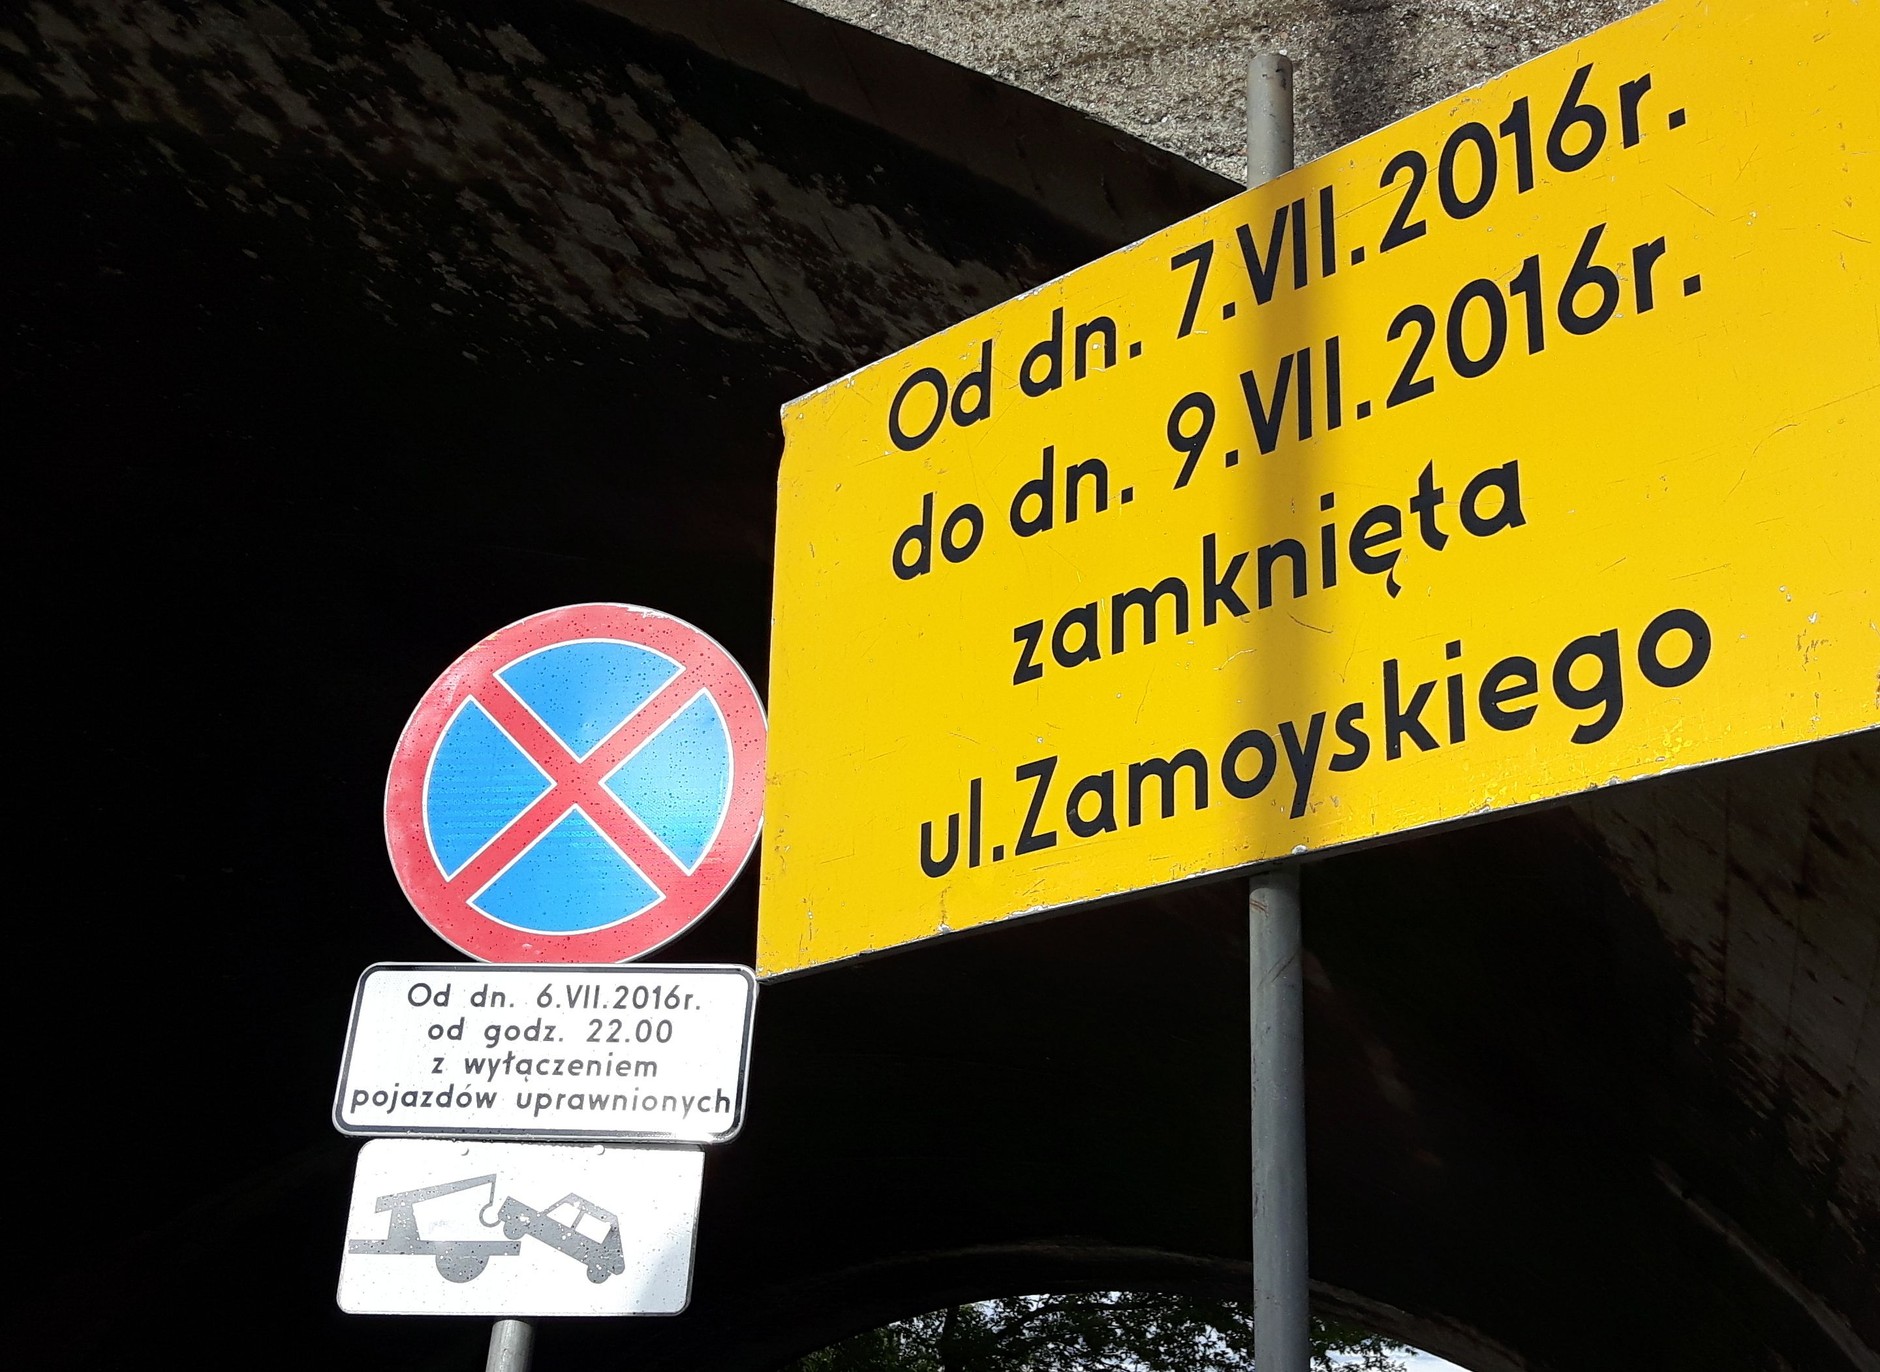 Od dn. 7.VII.2016r.
do dn. 9.VII.2016r.
zamknięta
ul.Zamoyskiego
Od dn. 6.VII.2016r.
od godz. 22.00
z wyłączeniem
pojazdów uprawnionych